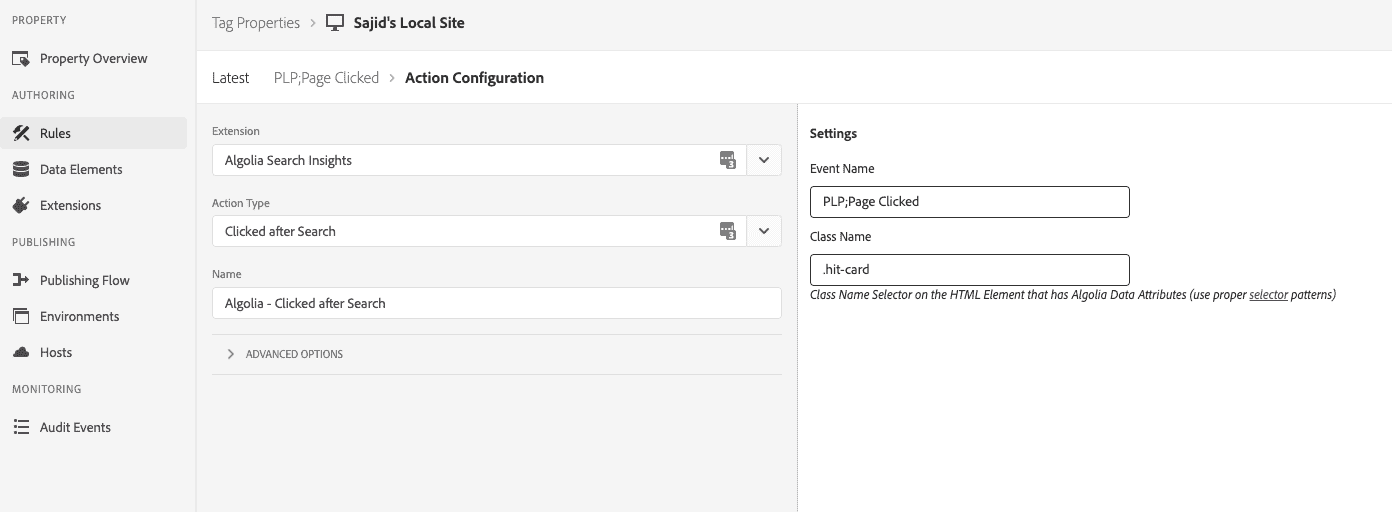 PROPERTY
Property Overview
AUTHORING
Rules
Data Elements
Extensions
PUBLISHING
Publishing Flow
Environments
Hosts
MONITORING
Audit Events
Tag Properties > Sajid's Local Site
Latest PLP;Page Clicked > Action Configuration
Extension
Algolia Search Insights
3
Action Type
Clicked after Search
3
Name
Algolia - Clicked after Search
ADVANCED OPTIONS
Settings
Event Name
PLP;Page Clicked
Class Name
.hit-card
Class Name Selector on the HTML Element that has Algolia Data Attributes (use proper selector patterns)